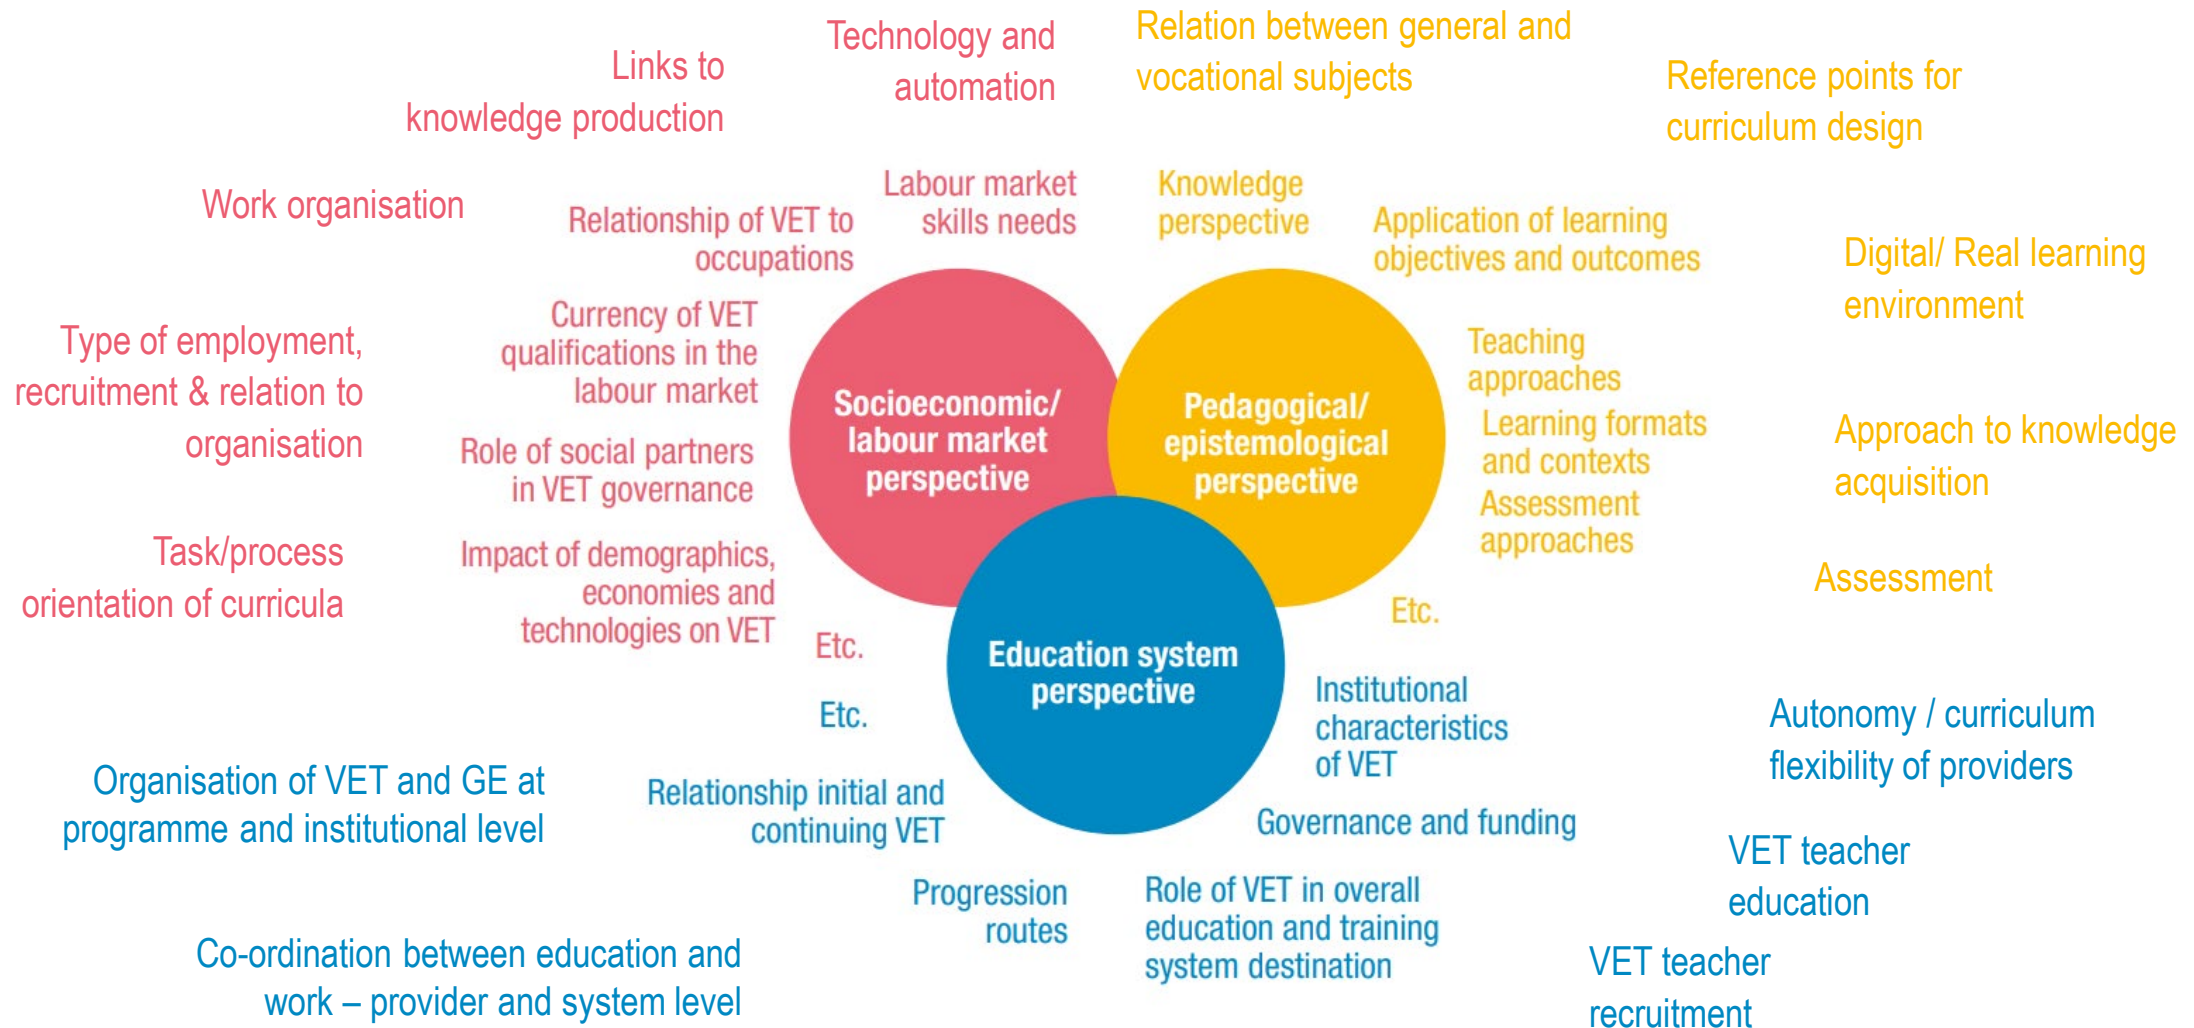 Technology and
automation
Relation between general and
vocational subjects
Links to
knowledge production
Reference points for
curriculum design
Work organisation
Labour market
skills needs
Knowledge
perspective
Relationship of VET to
occupations
Application of learning
objectives and outcomes
Digital/ Real learning
environment
Currency of VET
qualifications in the
labour market
Type of employment,
recruitment & relation to
organisation
Teaching
approaches
Socioeconomic/
labour market
perspective
Pedagogical/
epistemological
perspective
Learning formats
and contexts
Approach to knowledge
acquisition
Role of social partners
in VET governance
Assessment
approaches
Task/process
orientation of curricula
Impact of demographics,
economies and
technologies on VET
Assessment
Etc.
Etc.
Education system
perspective
Etc.
Institutional
characteristics
of VET
Autonomy / curriculum
flexibility of providers
Organisation of VET and GE at
programme and institutional level
Relationship initial and
continuing VET
Governance and funding
VET teacher
education
Progression
routes
Role of VET in overall
education and training
system destination
Co-ordination between education and
work – provider and system level
VET teacher
recruitment